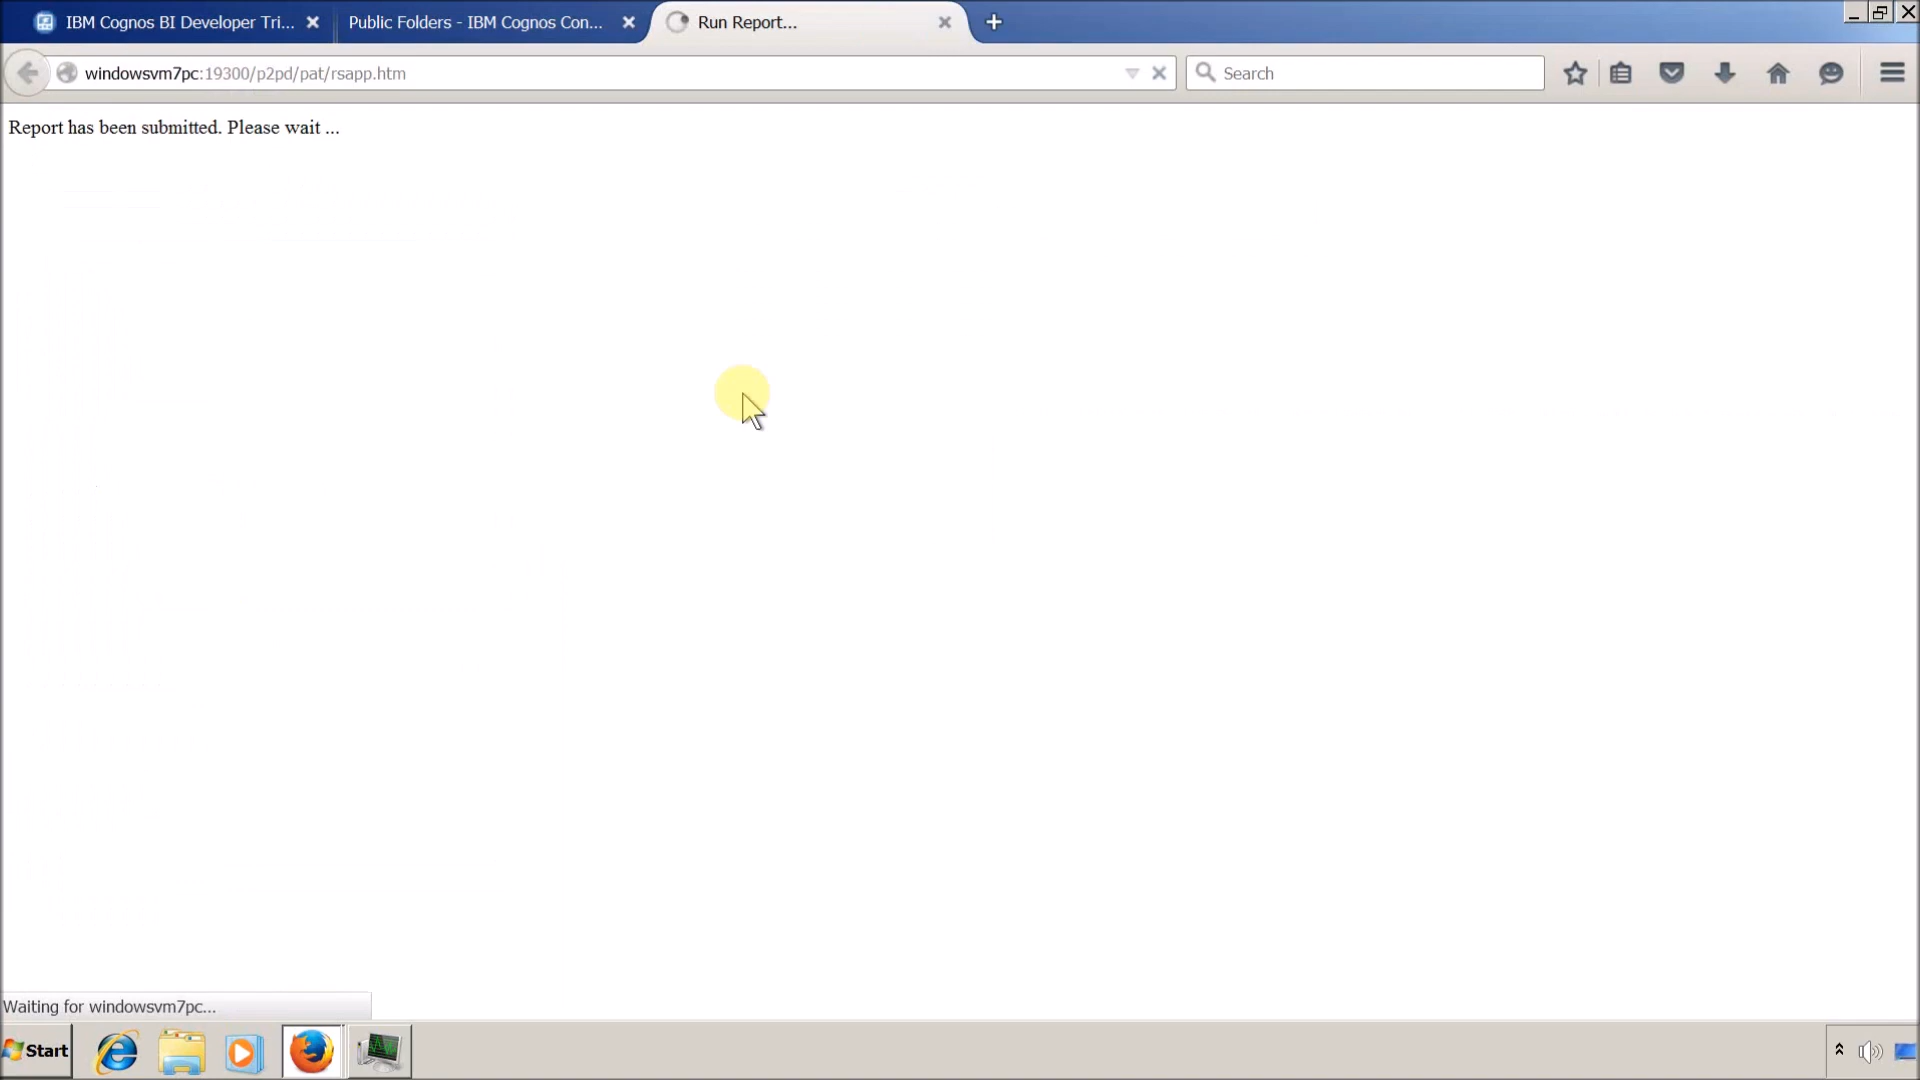 IBM Cognos BI Developer Tri...
Public Folders - IBM Cognos Con...
Run Report...
windowsvm7pc:19300/p2pd/pat/rsapp.htm
Search
Report has been submitted. Please wait ...
Waiting for windowsvm7pc...
Start